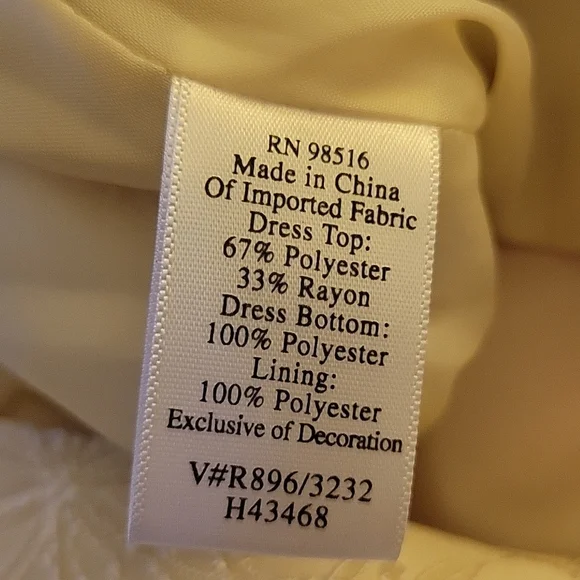 RN 98516
Made in China
Of Imported Fabric
Dress Top:
67% Polyester
33% Rayon
Dress Bottom:
100% Polyester
Lining:
100% Polyester
Exclusive of Decoration
V#R896/3232
H43468